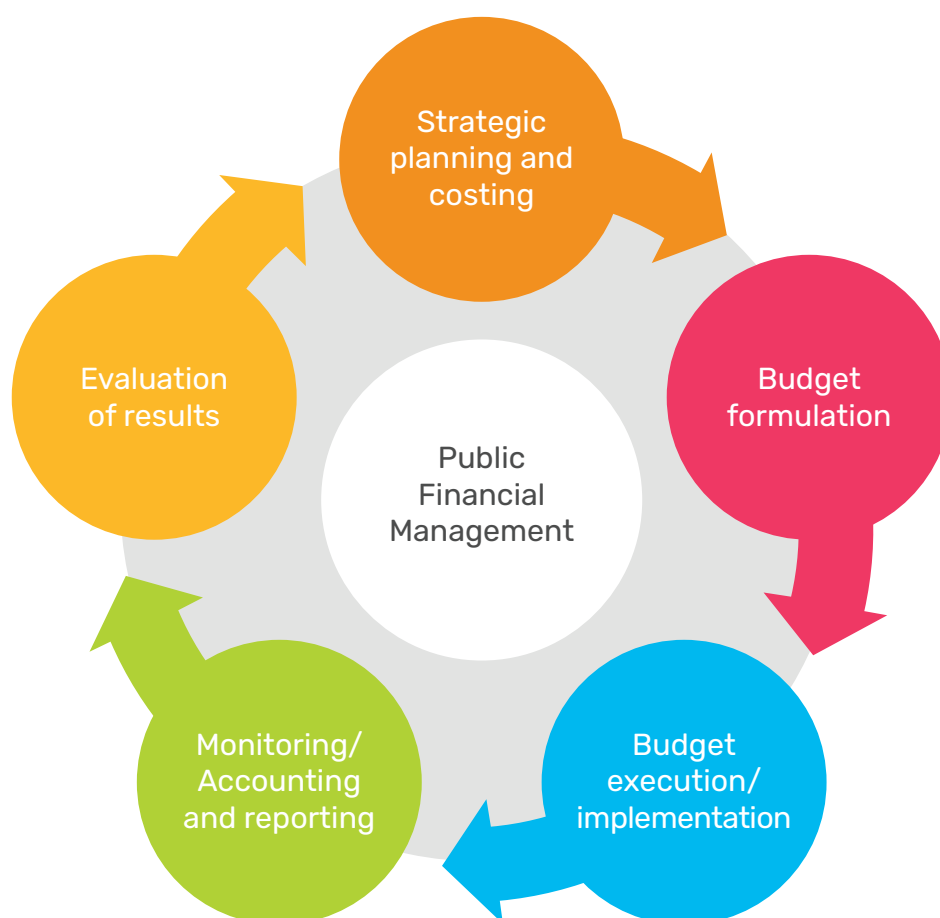 Strategic
planning and
costing
Budget
formulation
Budget
execution/
implementation
Monitoring/
Accounting
and reporting
Evaluation
of results
Public
Financial
Management